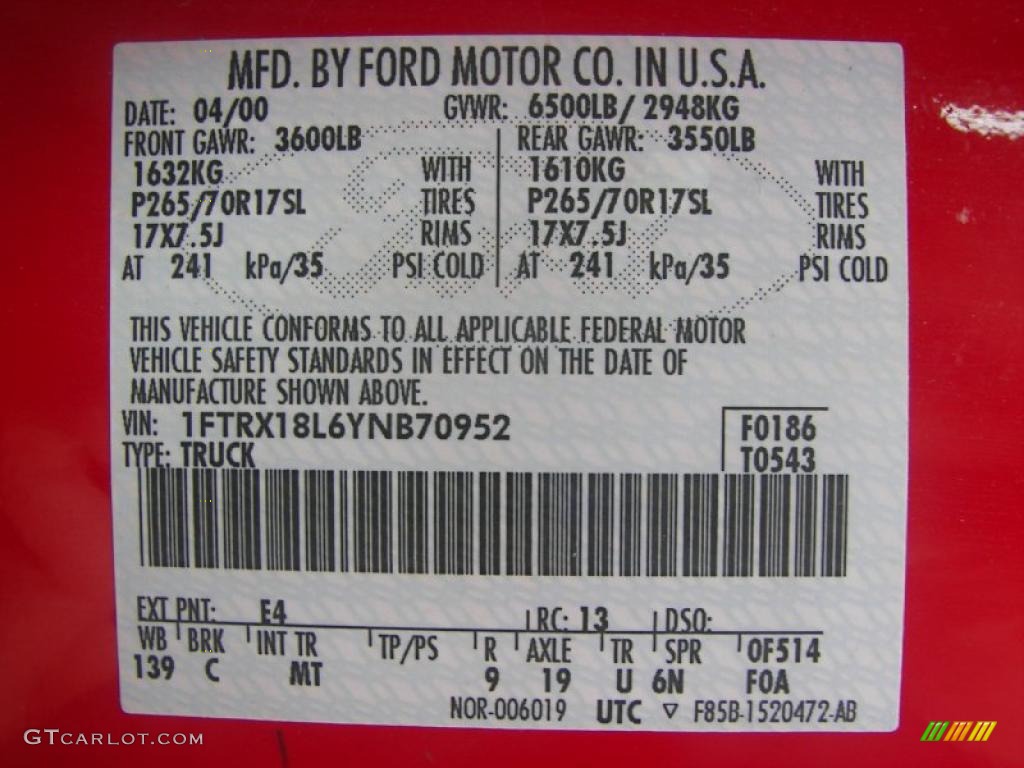 MFD. BY FORD MOTOR CO. IN U.S.A.
DATE: 04/00 GVWR: 6500LB/ 2948KG
FRONT GAWR: 3600LB REAR GAWR: 3550LB
1632KG WITH 1610KG WITH
P265/70R17SL TIRES P265/70R17SL TIRES
17X7.5J RIMS 17X7.5J RIMS
AT 241 kPa/35 PSI COLD AT 241 kPa/35 PSI COLD
THIS VEHICLE CONFORMS TO ALL APPLICABLE FEDERAL MOTOR
VEHICLE SAFETY STANDARDS IN EFFECT ON THE DATE OF
MANUFACTURE SHOWN ABOVE.
VIN: 1FTRX18L6YNB70952 F0186
TYPE: TRUCK T0543
EXT PNT: E4 RC: 13 DSO:
WB BRK INT TR TP/PS R AXLE TR SPR 0F514
139 C MT 9 19 U 6N F0A
NOR-006019 UTC ▽ F85B-1520472-AB
GTCARLOT.COM